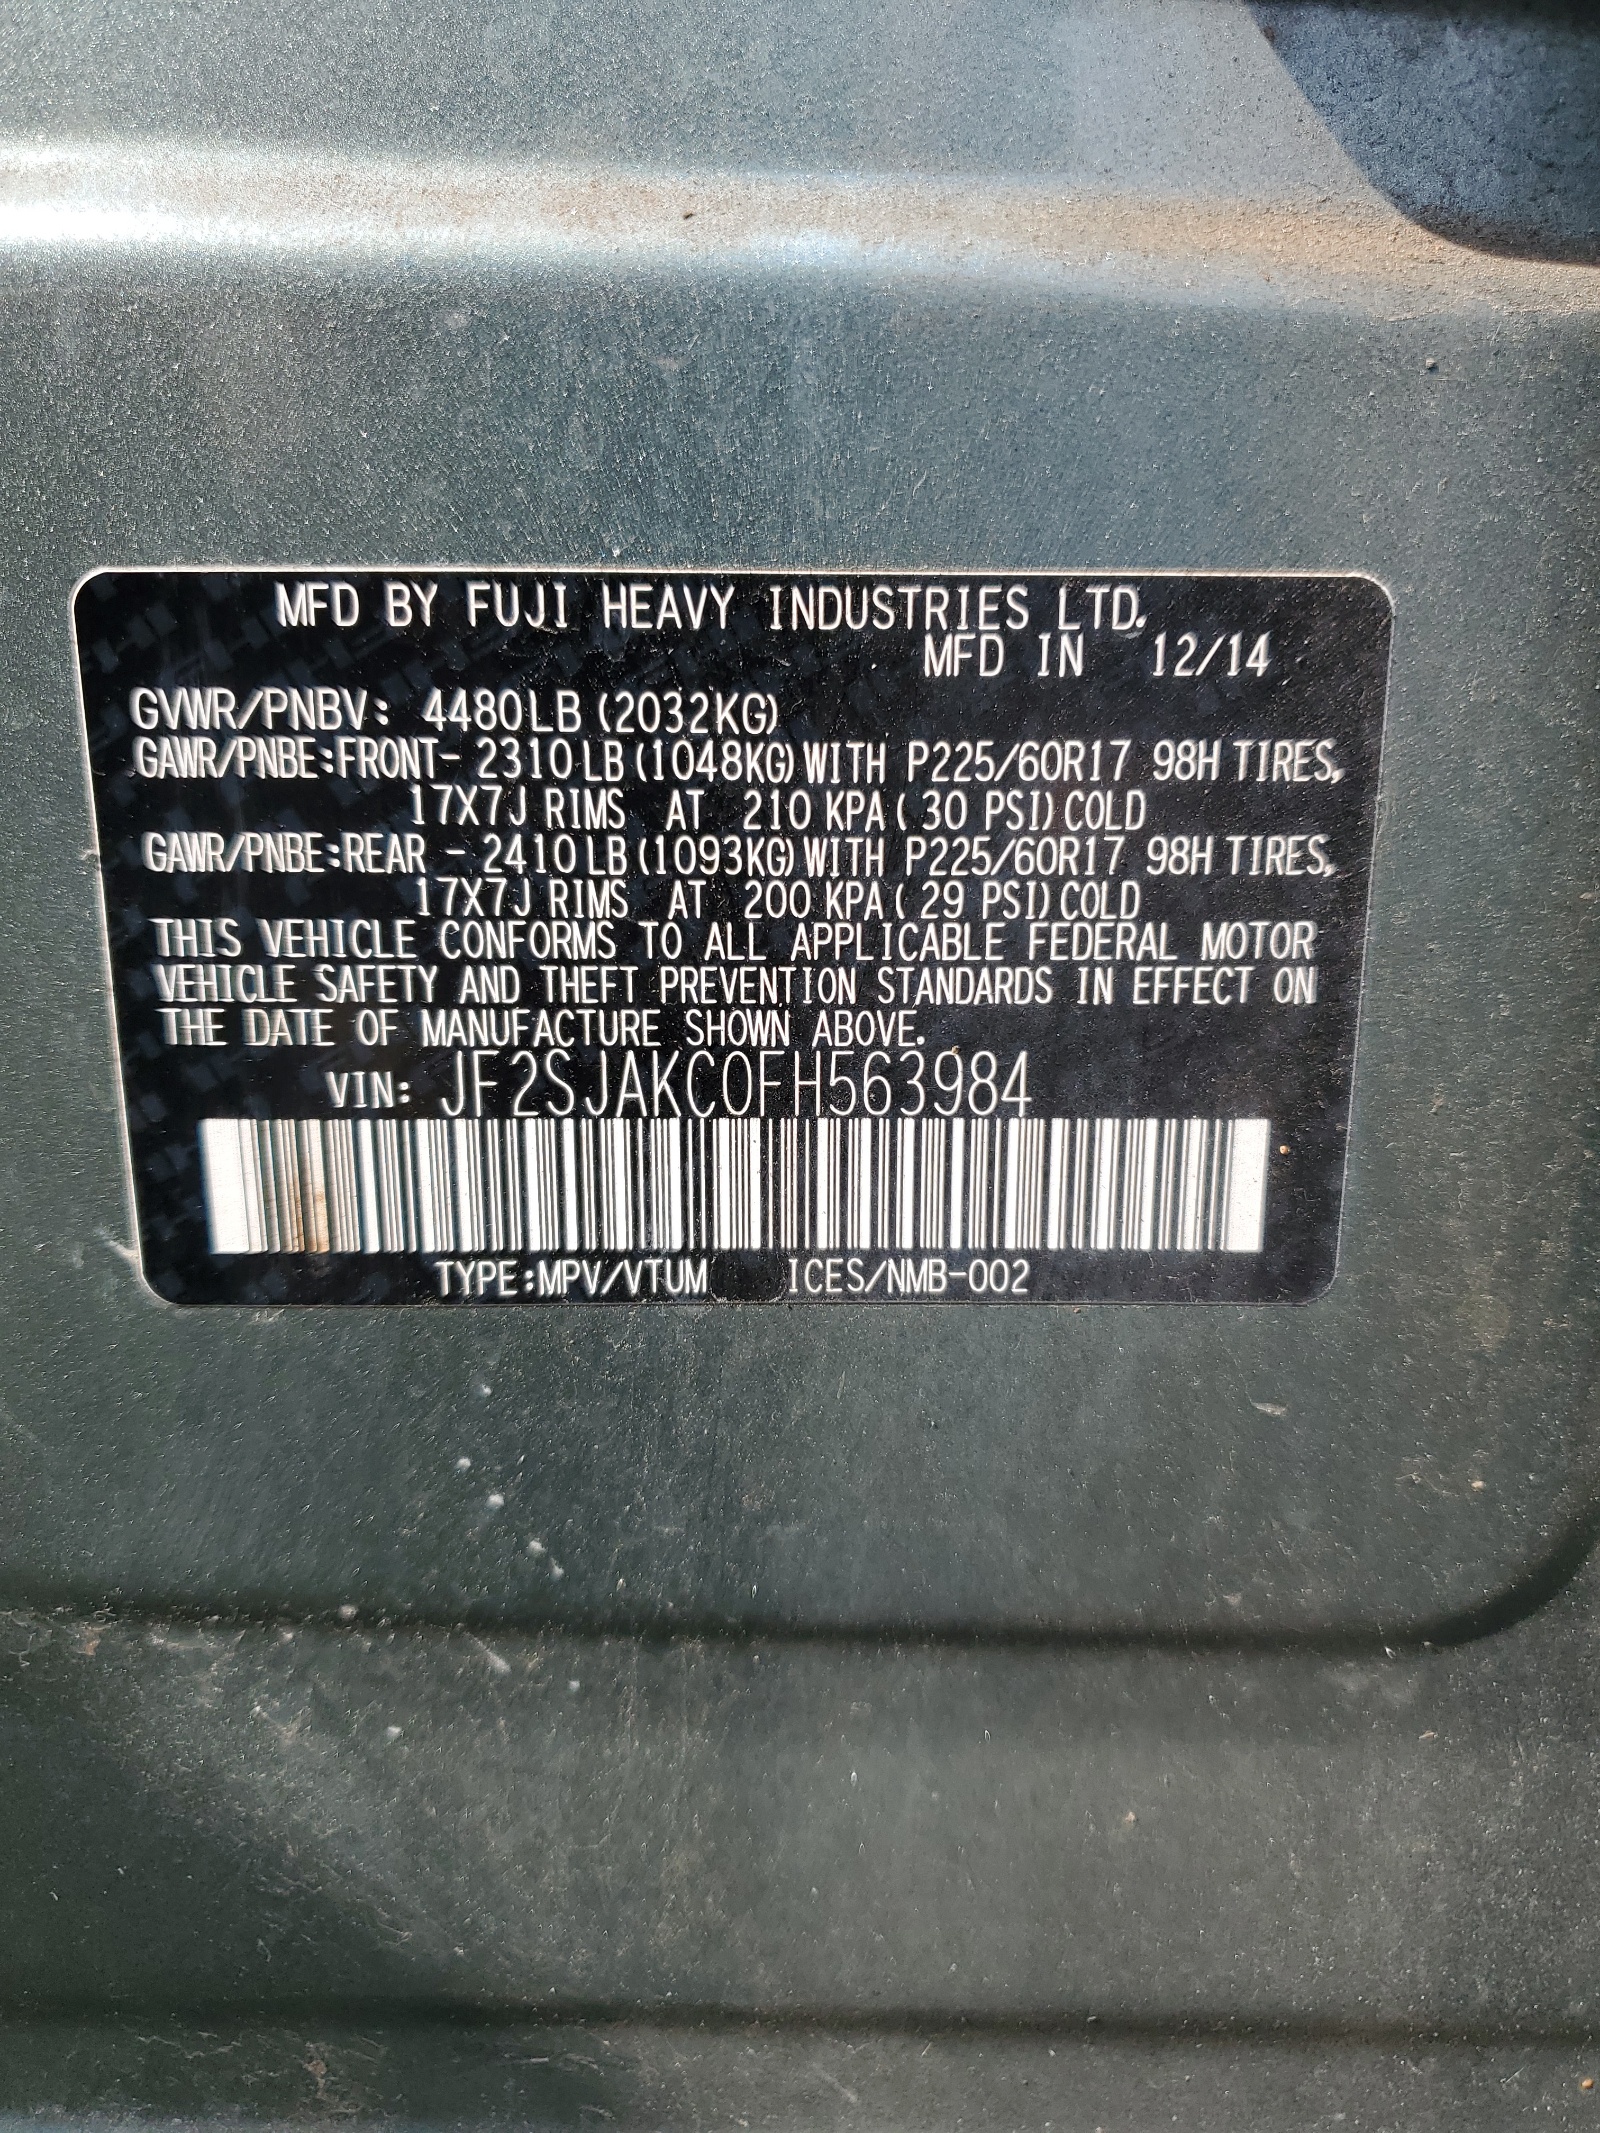 MFD BY FUJI HEAVY INDUSTRIES LTD.
MFD IN 12/14
GVWR/PNBV: 4480LB (2032KG)
GAWR/PNBE:FRONT- 2310LB (1048KG) WITH P225/60R17 98H TIRES,
17X7J RIMS AT 210 KPA ( 30 PSI) COLD
GAWR/PNBE:REAR - 2410LB (1093KG) WITH P225/60R17 98H TIRES,
17X7J RIMS AT 200 KPA ( 29 PSI) COLD
THIS VEHICLE CONFORMS TO ALL APPLICABLE FEDERAL MOTOR
VEHICLE SAFETY AND THEFT PREVENTION STANDARDS IN EFFECT ON
THE DATE OF MANUFACTURE SHOWN ABOVE.
VIN: JF2SJAKC0FH563984
TYPE:MPV/VTUM ICES/NMB-002